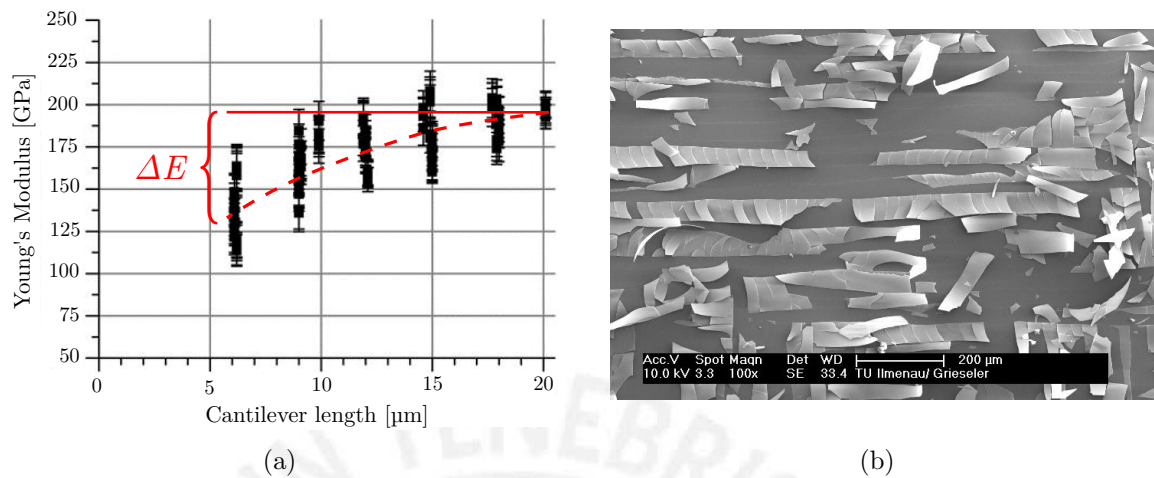 250
225
200
175
150
125
100
75
50
Young's Modulus [GPa]
ΔE
0
5
10
15
20
Cantilever length [µm]
(a)
Acc.V Spot Magn Det WD 200 µm
10.0 kV 3.3 100x SE 33.4 TU Ilmenau/ Grieseler
(b)
TENEBR